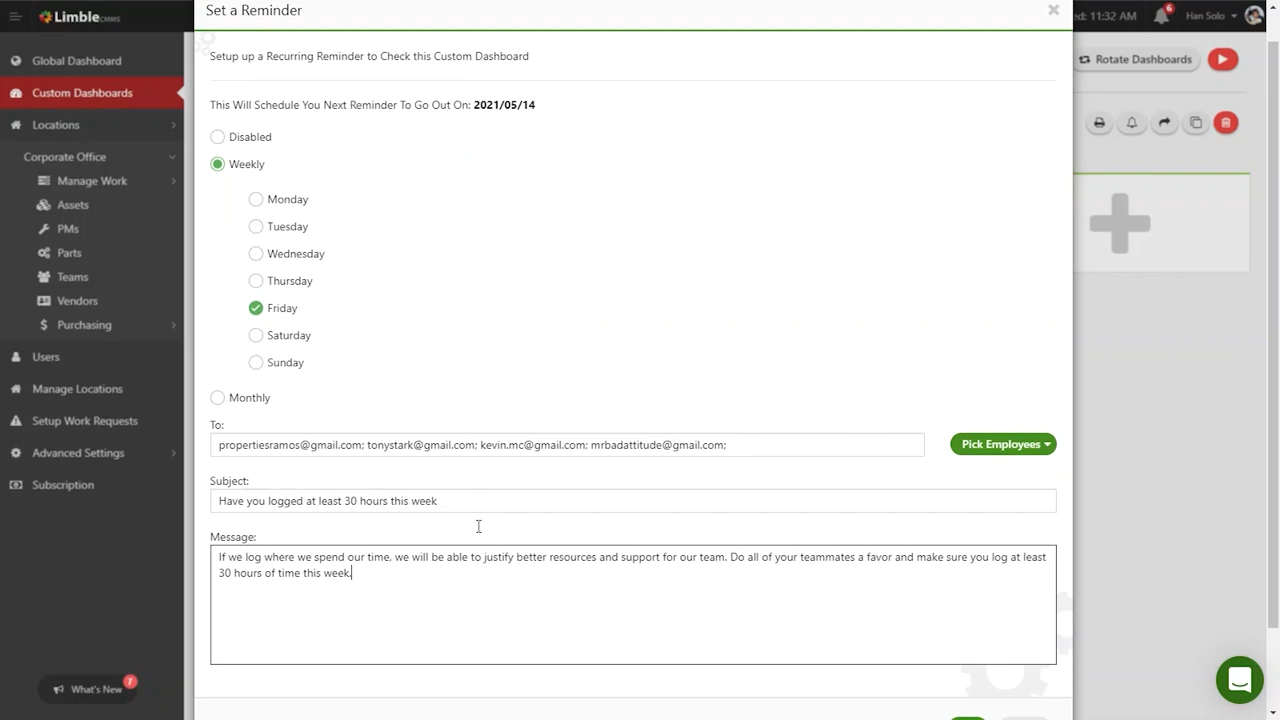 Limble CMMS
Set a Reminder
ed: 11:32 AM
6
Han Solo
Global Dashboard
Custom Dashboards
Locations
Corporate Office
Manage Work
Assets
PMs
Parts
Teams
Vendors
Purchasing
Users
Manage Locations
Setup Work Requests
Advanced Settings
Subscription
What's New
7
Rotate Dashboards
Setup up a Recurring Reminder to Check this Custom Dashboard
This Will Schedule You Next Reminder To Go Out On: 2021/05/14
Disabled
Weekly
Monday
Tuesday
Wednesday
Thursday
Friday
Saturday
Sunday
Monthly
To:
propertiesramos@gmail.com; tonystark@gmail.com; kevin.mc@gmail.com; mrbadattitude@gmail.com;
Pick Employees
Subject:
Have you logged at least 30 hours this week
Message:
If we log where we spend our time, we will be able to justify better resources and support for our team. Do all of your teammates a favor and make sure you log at least
30 hours of time this week.